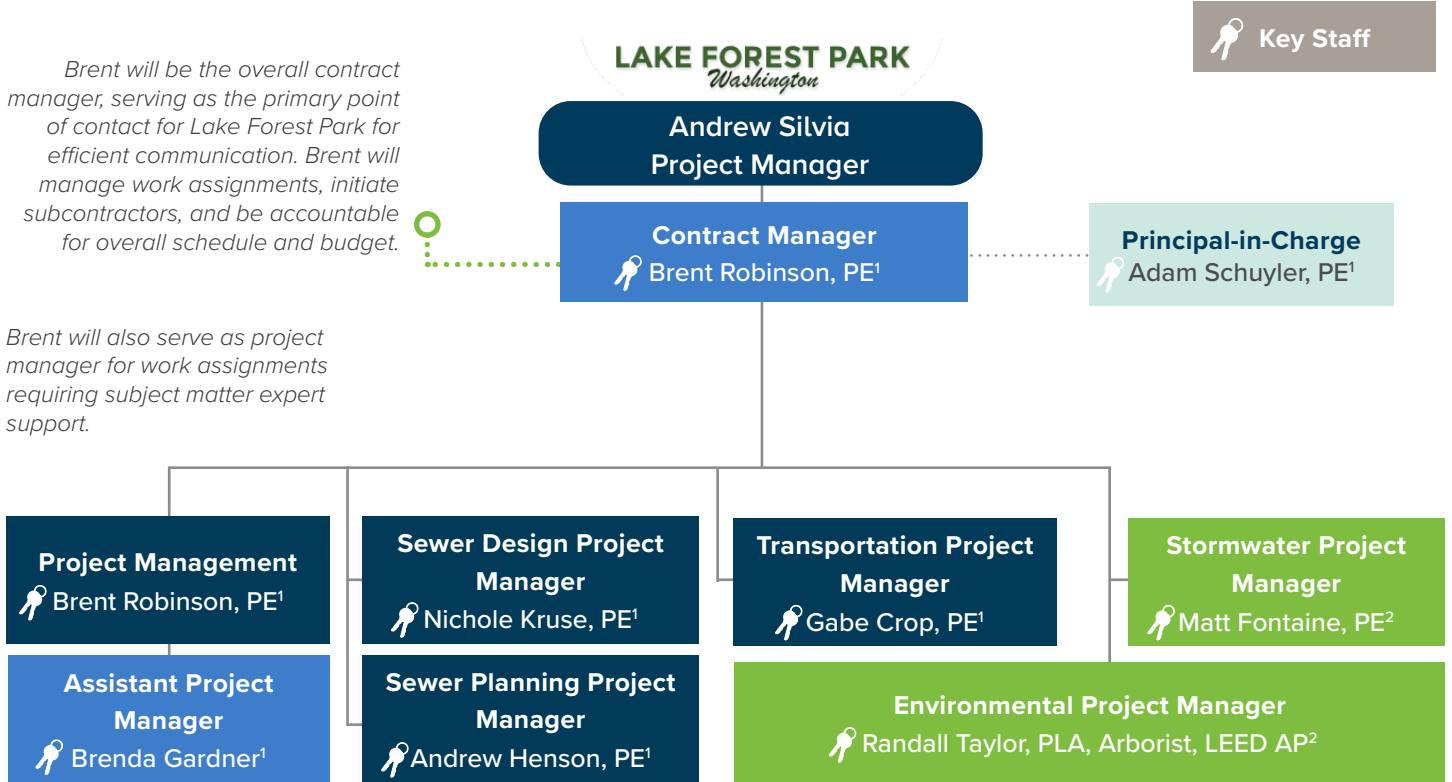 Key Staff
LAKE FOREST PARK
Washington
Andrew Silvia
Project Manager
Brent will be the overall contract
manager, serving as the primary point
of contact for Lake Forest Park for
efficient communication. Brent will
manage work assignments, initiate
subcontractors, and be accountable
for overall schedule and budget.
Contract Manager
Brent Robinson, PE¹
Principal-in-Charge
Adam Schuyler, PE¹
Brent will also serve as project
manager for work assignments
requiring subject matter expert
support.
Project Management
Brent Robinson, PE¹
Assistant Project
Manager
Brenda Gardner¹
Sewer Design Project
Manager
Nichole Kruse, PE¹
Sewer Planning Project
Manager
Andrew Henson, PE¹
Transportation Project
Manager
Gabe Crop, PE¹
Stormwater Project
Manager
Matt Fontaine, PE²
Environmental Project Manager
Randall Taylor, PLA, Arborist, LEED AP²